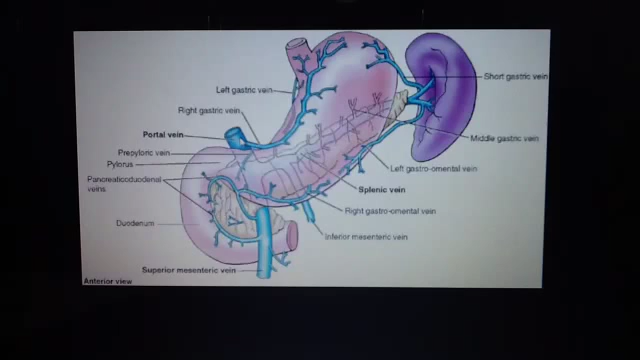 Short gastric vein
Left gastric vein
Right gastric vein
Portal vein
Middle gastric vein
Prepyloric vein
Pylorus
Left gastro-omental vein
Pancreaticoduodenal
veins
Splenic vein
Right gastro-omental vein
Duodenum
Inferior mesenteric vein
Superior mesenteric vein
Anterior view